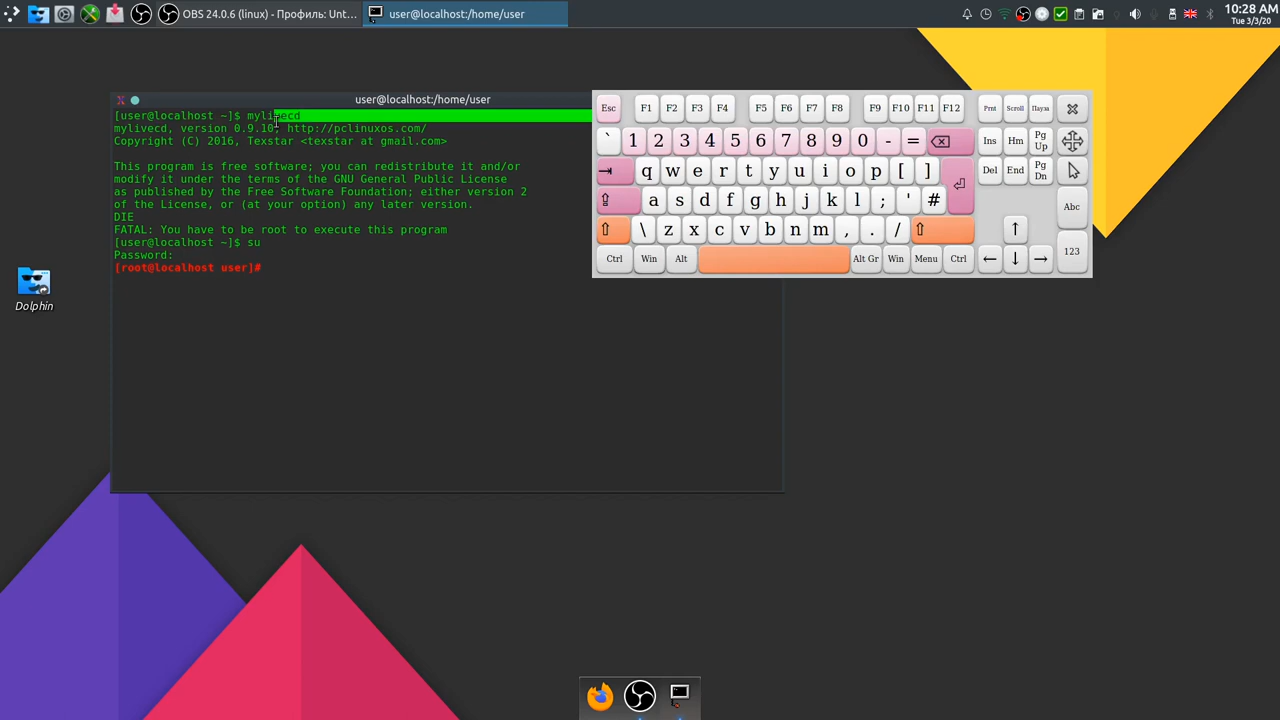 OBS 24.0.6 (linux) - Профиль: Unt...
user@localhost:/home/user
10:28 AM
Tue 3/3/20
user@localhost:/home/user
[user@localhost ~]$ mylivecd
mylivecd, version 0.9.10, http://pclinuxos.com/
Copyright (C) 2016, Texstar <texstar at gmail.com>
This program is free software; you can redistribute it and/or
modify it under the terms of the GNU General Public License
as published by the Free Software Foundation; either version 2
of the License, or (at your option) any later version.
DIE
FATAL: You have to be root to execute this program
[user@localhost ~]$ su
Password:
[root@localhost user]#
Esc F1 F2 F3 F4 F5 F6 F7 F8 F9 F10 F11 F12 Prnt Scroll Пауза
` 1 2 3 4 5 6 7 8 9 0 - = Ins Hm Pg Up
q w e r t y u i o p [ ] Del End Pg Dn
a s d f g h j k l ; ' # Abc
\ z x c v b n m , . /
Ctrl Win Alt Alt Gr Win Menu Ctrl 123
Dolphin